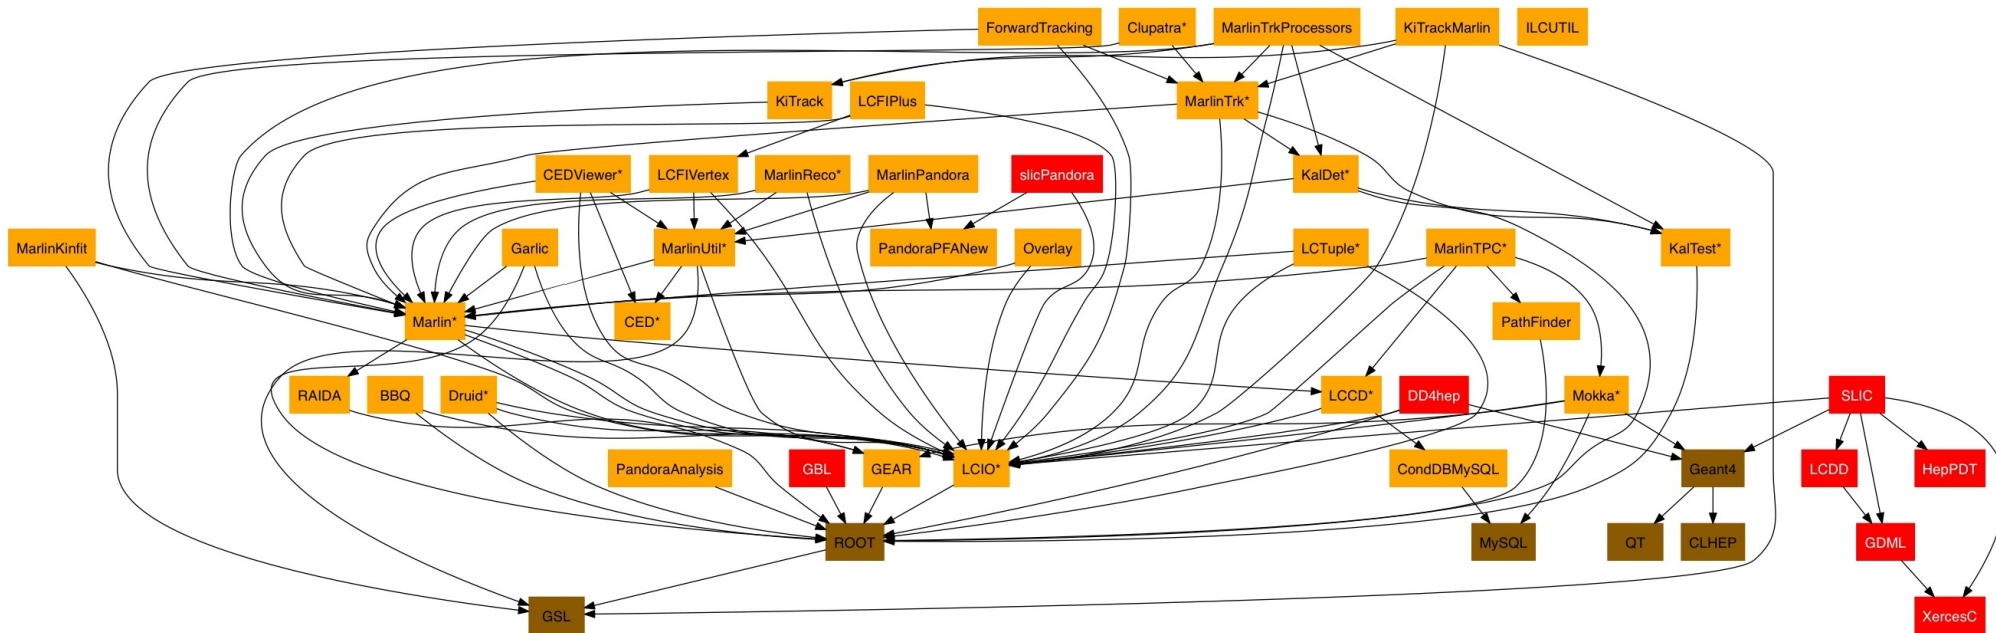 ForwardTracking
Clupatra*
MarlinTrkProcessors
KiTrackMarlin
ILCUTIL
KiTrack
LCFIPlus
MarlinTrk*
CEDViewer*
LCFIVertex
MarlinReco*
MarlinPandora
slicPandora
KalDet*
MarlinKinfit
Garlic
MarlinUtil*
PandoraPFANew
Overlay
LCTuple*
MarlinTPC*
KalTest*
Marlin*
CED*
PathFinder
RAIDA
BBQ
Druid*
LCCD*
DD4hep
Mokka*
SLIC
PandoraAnalysis
GBL
GEAR
LCIO*
CondDBMySQL
Geant4
LCDD
HepPDT
ROOT
MySQL
QT
CLHEP
GDML
GSL
XercesC